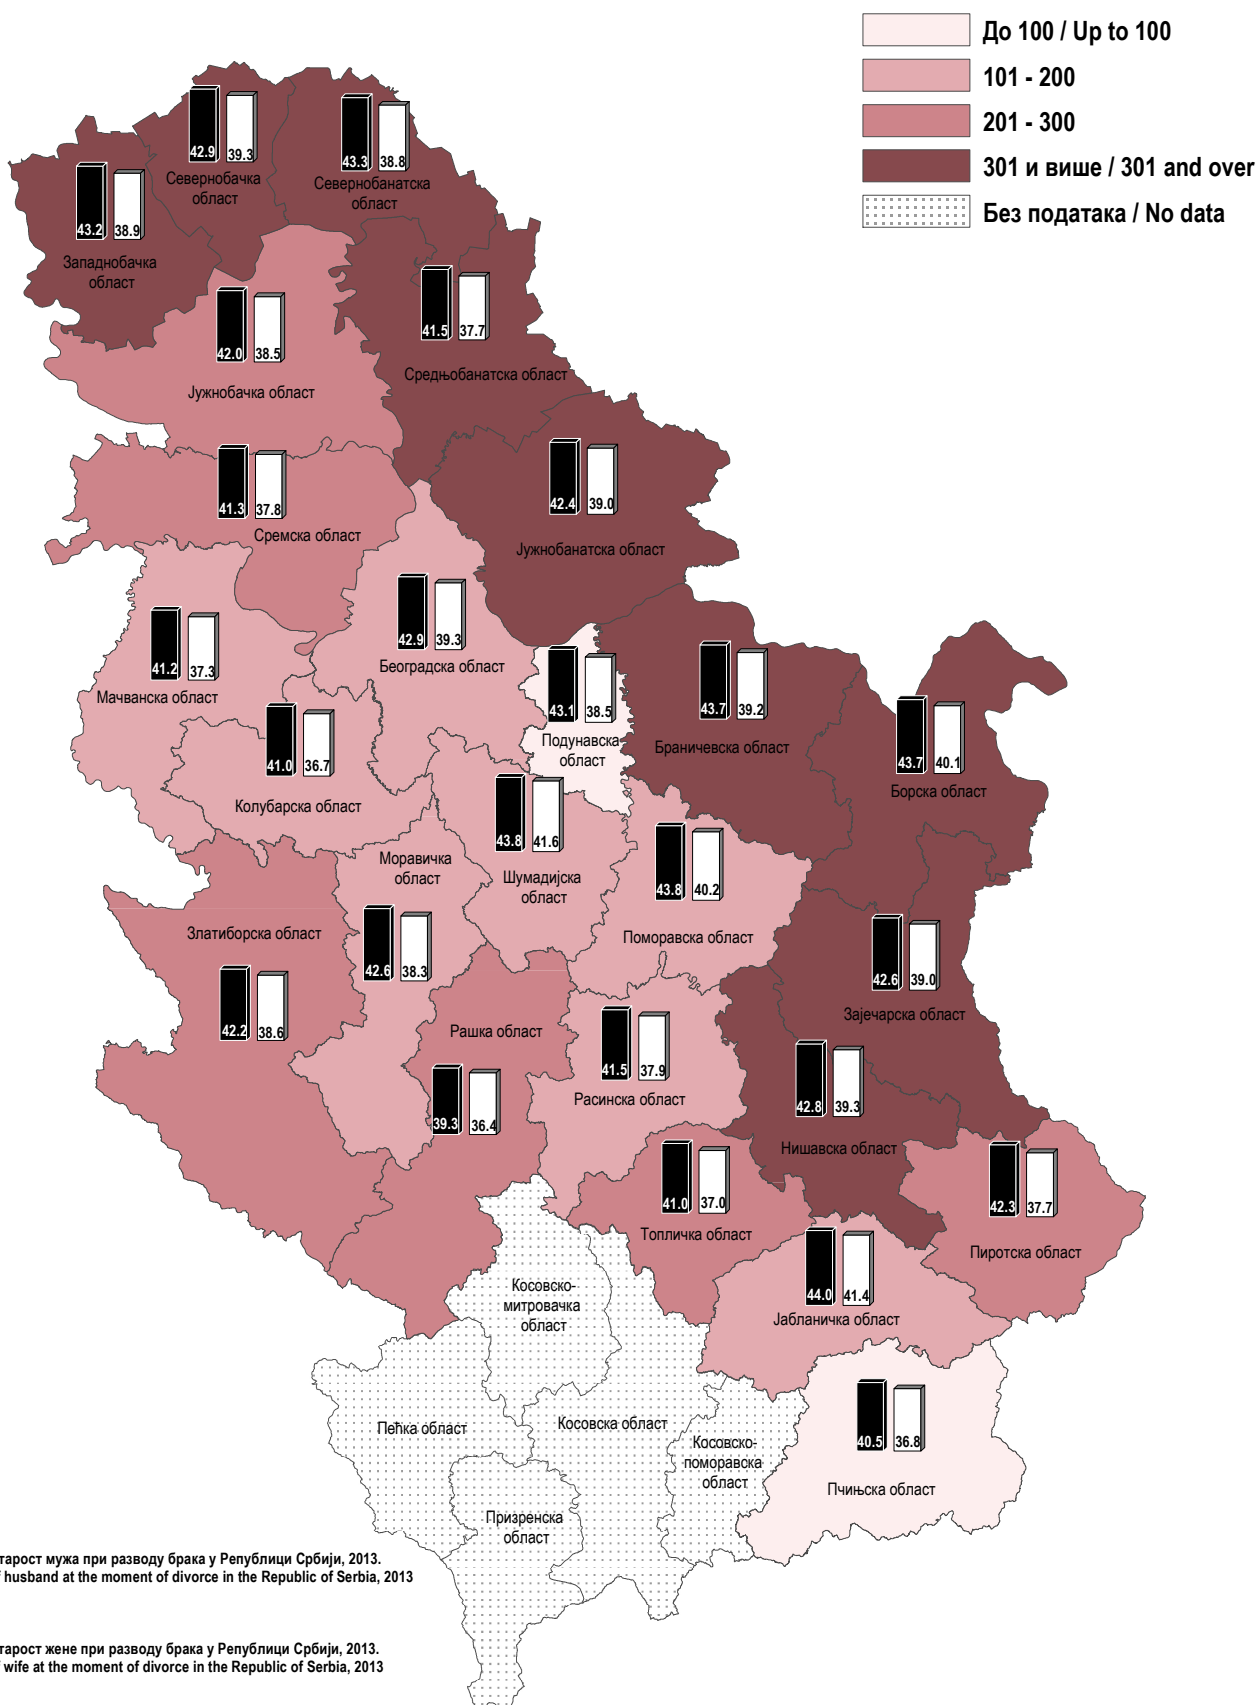 До 100 / Up to 100
101 - 200
201 - 300
301 и више / 301 and over
Без података / No data
42.9 39.3
Севернобачка
област
43.3 38.8
Севернобанатска
област
43.2 38.9
Западнобачка
област
41.5 37.7
Средњобанатска област
42.0 38.5
Јужнобачка област
41.3 37.8
Сремска област
42.4 39.0
Јужнобанатска област
42.9 39.3
Београдска област
41.2 37.3
Мачванска област
43.1 38.5
Подунавска
област
43.7 39.2
Браничевска област
43.7 40.1
Борска област
41.0 36.7
Колубарска област
43.8 41.6
Шумадијска
област
Моравичка
област
42.6 38.3
43.8 40.2
Поморавска област
Златиборска област
42.2 38.6
42.6 39.0
Зајечарска област
Рашка област
39.3 36.4
41.5 37.9
Расинска област
42.8 39.3
Нишавска област
41.0 37.0
Топличка област
42.3 37.7
Пиротска област
44.0 41.4
Јабланичка област
Косовско-
митровачка
област
Пећка област
Косовска област
Косовско-
поморавска
област
40.5 36.8
Пчињска област
Призренска
област
тарост мужа при разводу брака у Републици Србији, 2013.
husband at the moment of divorce in the Republic of Serbia, 2013
тарост жене при разводу брака у Републици Србији, 2013.
wife at the moment of divorce in the Republic of Serbia, 2013